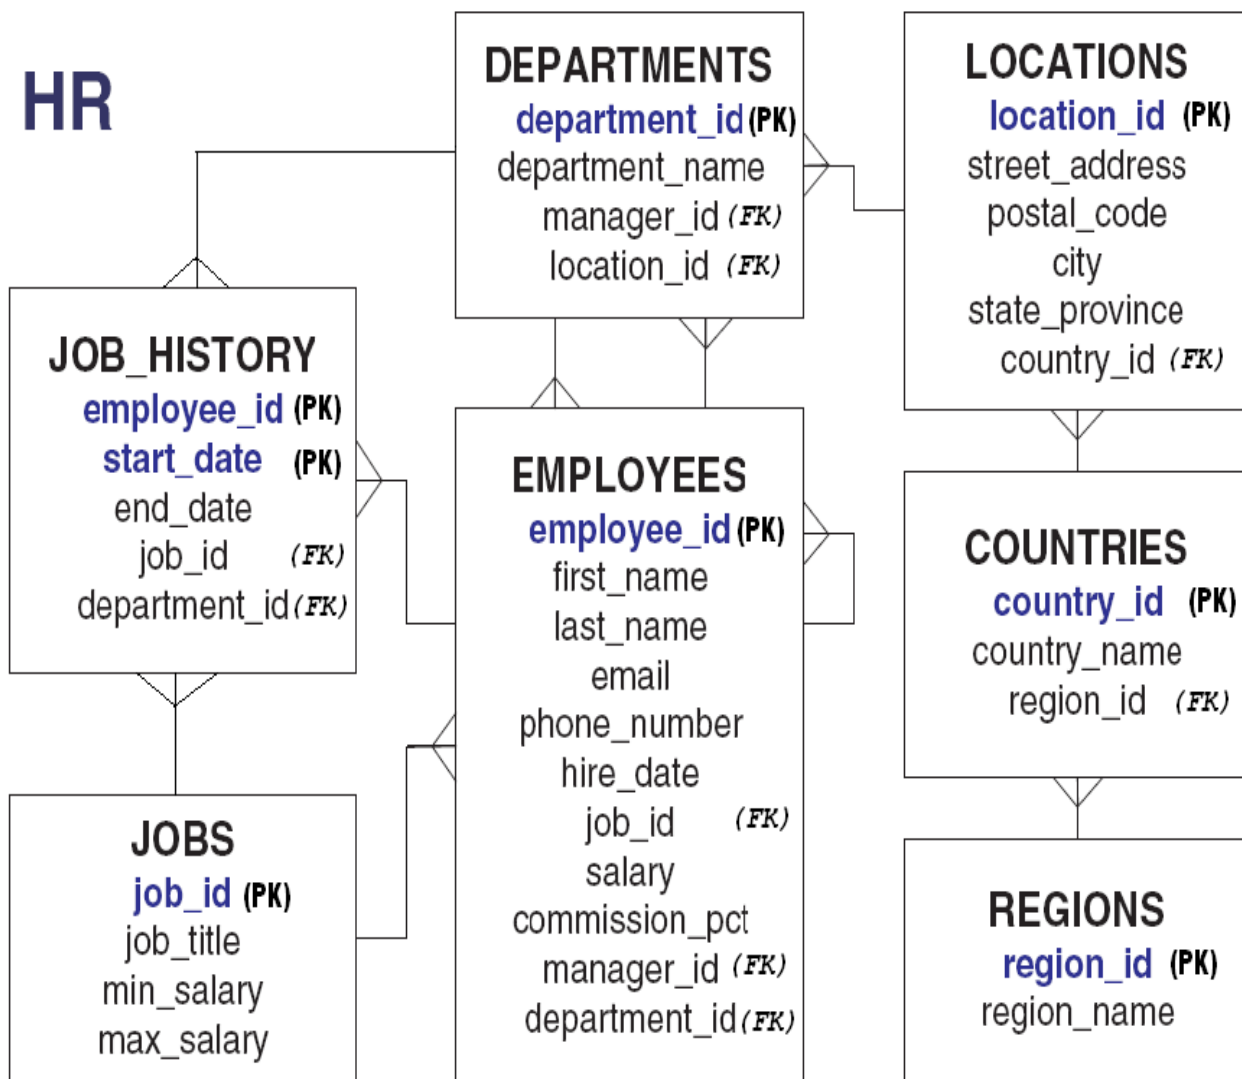 HR
DEPARTMENTS
department_id (PK)
department_name
manager_id (FK)
location_id (FK)
LOCATIONS
location_id (PK)
street_address
postal_code
city
state_province
country_id (FK)
JOB_HISTORY
employee_id (PK)
start_date (PK)
end_date
job_id (FK)
department_id (FK)
EMPLOYEES
employee_id (PK)
first_name
last_name
email
phone_number
hire_date
job_id (FK)
salary
commission_pct
manager_id (FK)
department_id (FK)
COUNTRIES
country_id (PK)
country_name
region_id (FK)
JOBS
job_id (PK)
job_title
min_salary
max_salary
REGIONS
region_id (PK)
region_name